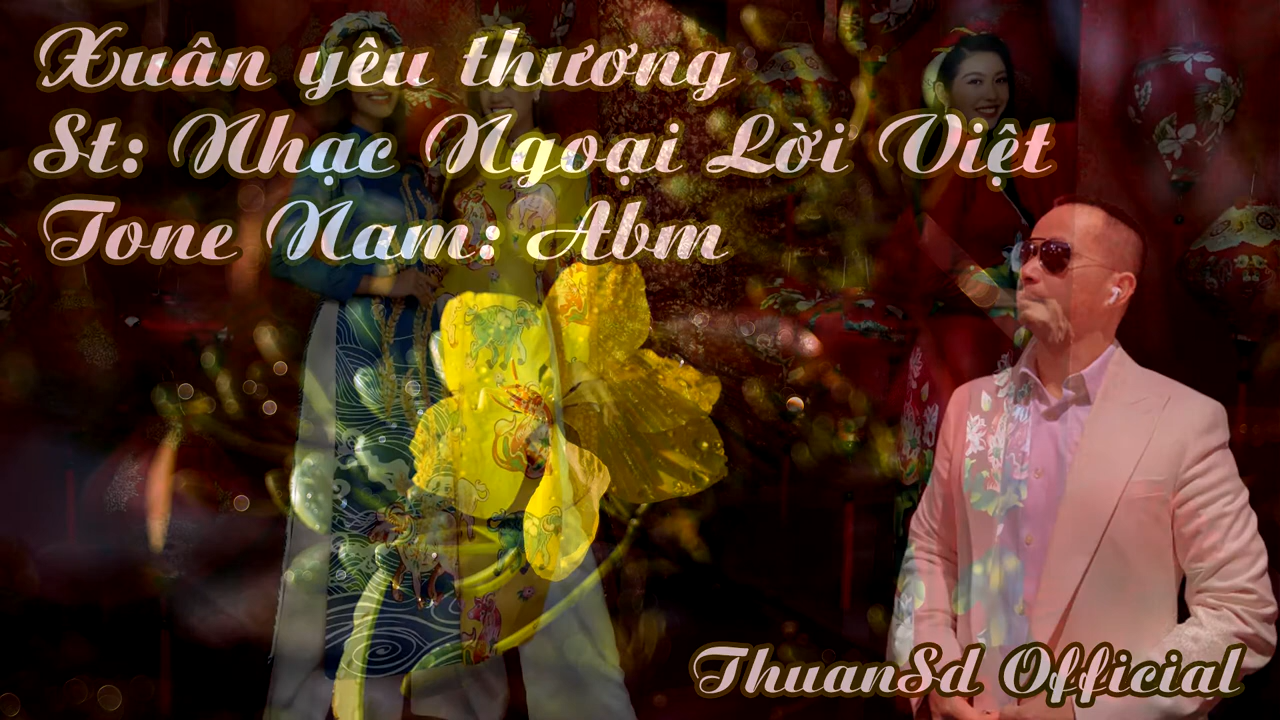 Xuân yêu thương
St: Nhạc Ngoại Lời Việt
Tone Nam: Abm
ThuanSd Official